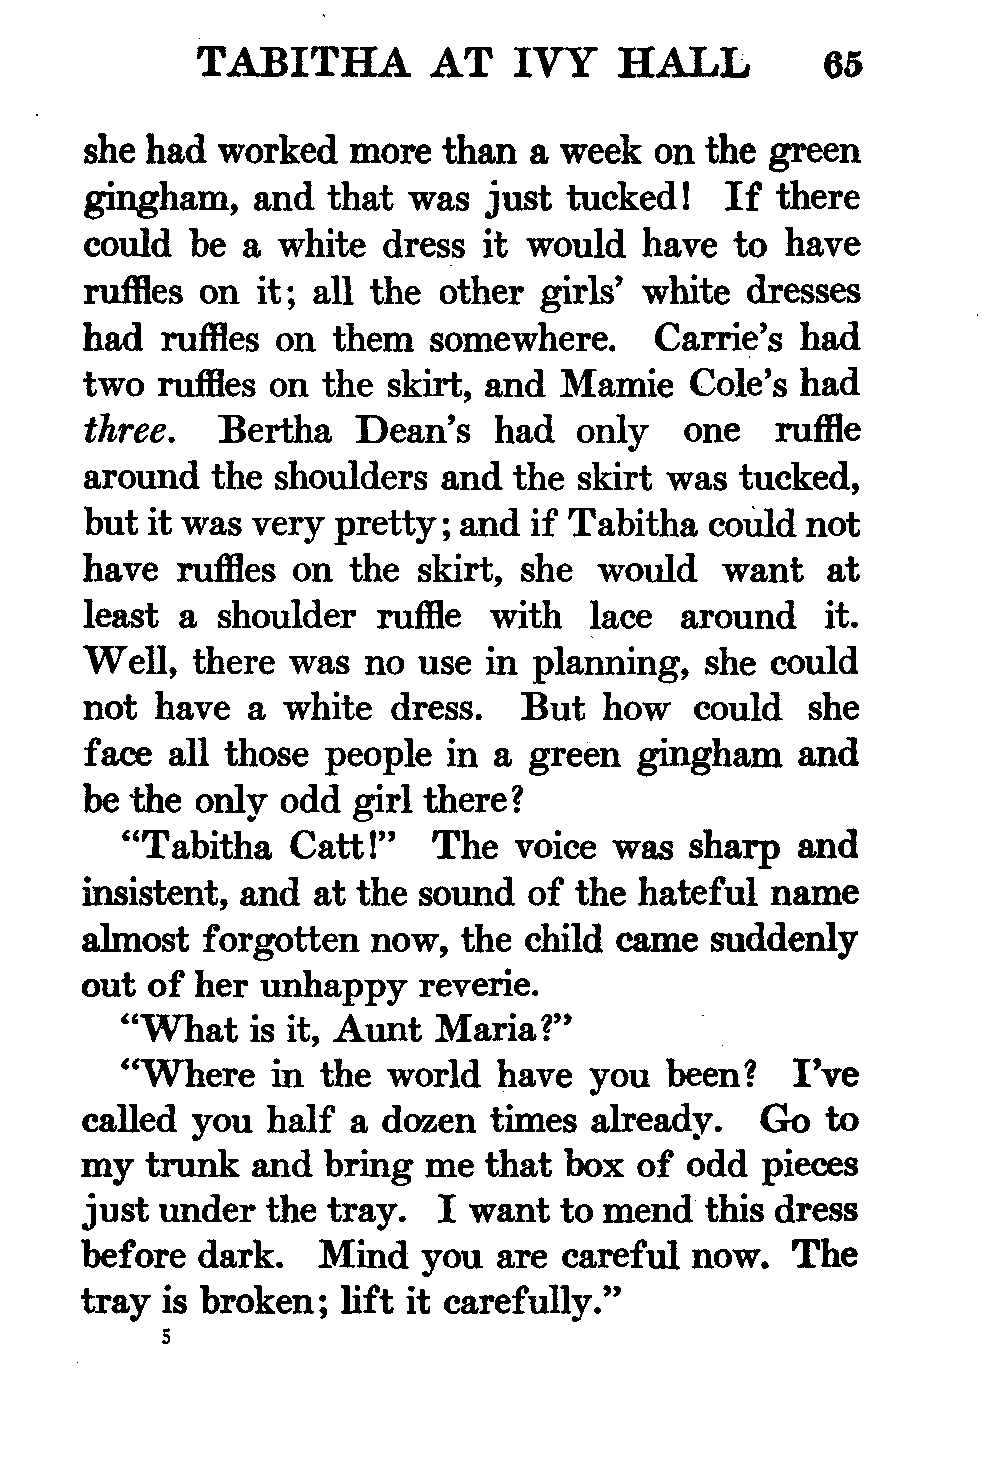 TABITHA AT IVY HALL 65
she had worked more than a week on the green
gingham, and that was just tucked! If there
could be a white dress it would have to have
ruffles on it; all the other girls' white dresses
had ruffles on them somewhere. Carrie's had
two ruffles on the skirt, and Mamie Cole's had
three. Bertha Dean's had only one ruffle
around the shoulders and the skirt was tucked,
but it was very pretty; and if Tabitha could not
have ruffles on the skirt, she would want at
least a shoulder ruffle with lace around it.
Well, there was no use in planning, she could
not have a white dress. But how could she
face all those people in a green gingham and
be the only odd girl there?
"Tabitha Catt!" The voice was sharp and
insistent, and at the sound of the hateful name
almost forgotten now, the child came suddenly
out of her unhappy reverie.
"What is it, Aunt Maria?"
"Where in the world have you been? I've
called you half a dozen times already. Go to
my trunk and bring me that box of odd pieces
just under the tray. I want to mend this dress
before dark. Mind you are careful now. The
tray is broken; lift it carefully."
5